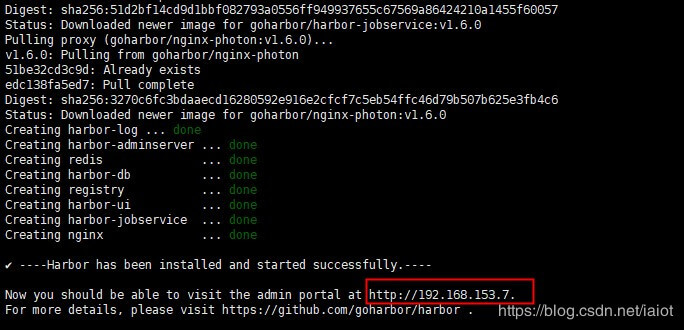 Digest: sha256:51d2bf14cd9d1bbf082793a0556ff949937655c67569a86424210a1455f60057
Status: Downloaded newer image for goharbor/harbor-jobservice:v1.6.0
Pulling proxy (goharbor/nginx-photon:v1.6.0)...
v1.6.0: Pulling from goharbor/nginx-photon
51be32cd3c9d: Already exists
edc138fa5ed7: Pull complete
Digest: sha256:3270c6fc3bdaaecd16280592e916e2cfcf7c5eb54ffc46d79b507b625e3fb4c6
Status: Downloaded newer image for goharbor/nginx-photon:v1.6.0
Creating harbor-log ... done
Creating harbor-adminserver ... done
Creating redis              ... done
Creating harbor-db          ... done
Creating registry           ... done
Creating harbor-ui          ... done
Creating harbor-jobservice  ... done
Creating nginx              ... done
✔ ----Harbor has been installed and started successfully.----
Now you should be able to visit the admin portal at http://192.168.153.7.
For more details, please visit https://github.com/goharbor/harbor .
https://blog.csdn.net/iaiot